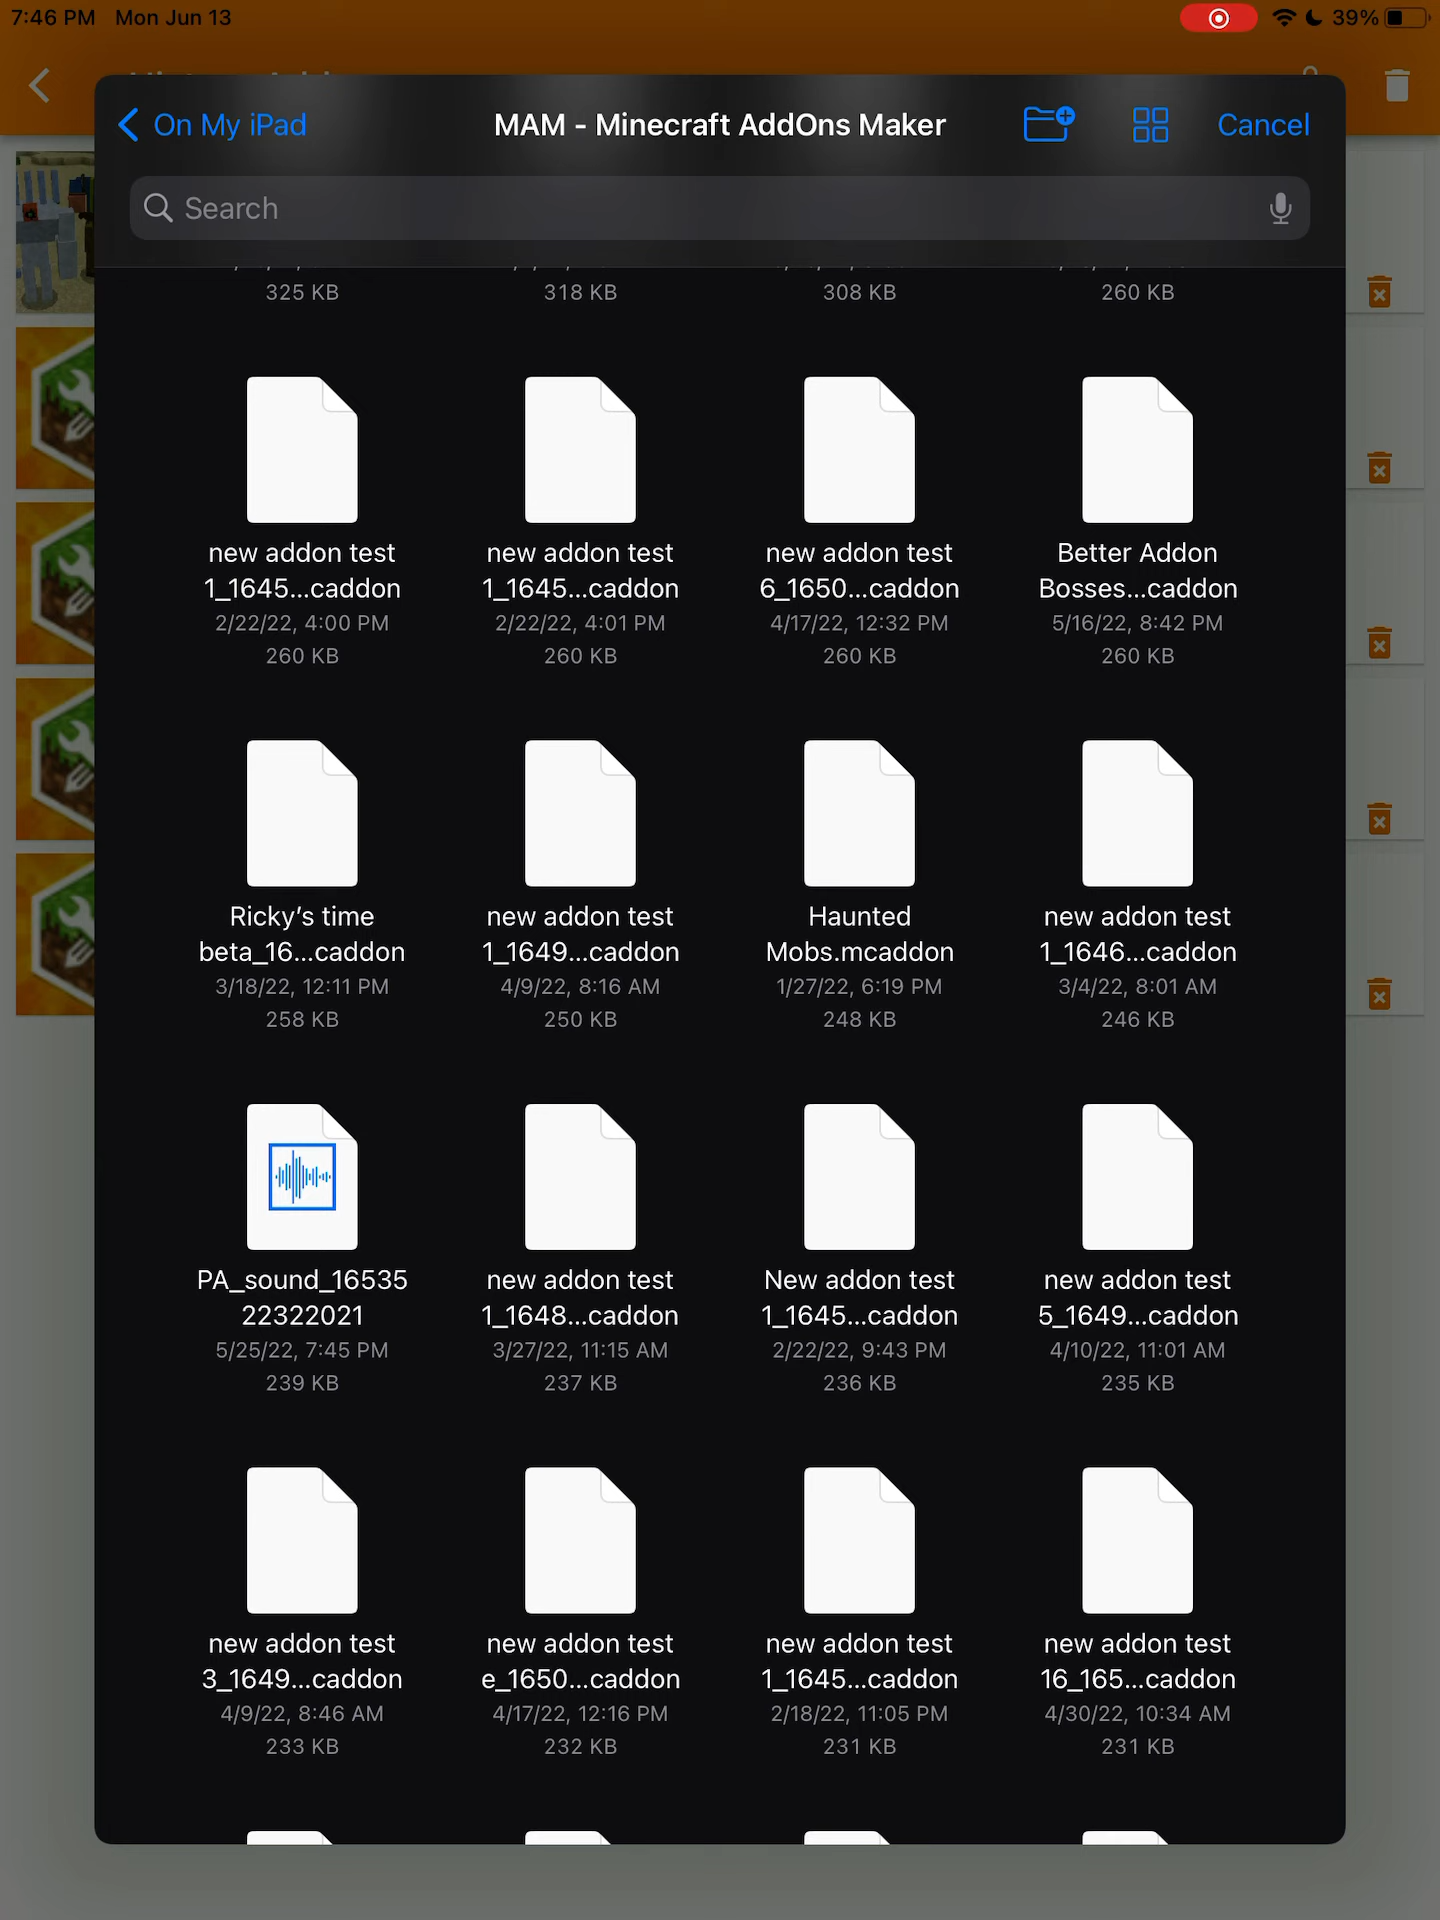 7:46 PM Mon Jun 13
39%
On My iPad
MAM - Minecraft AddOns Maker
Cancel
Search
325 KB
318 KB
308 KB
260 KB
new addon test
1_1645...caddon
2/22/22, 4:00 PM
260 KB
new addon test
1_1645...caddon
2/22/22, 4:01 PM
260 KB
new addon test
6_1650...caddon
4/17/22, 12:32 PM
260 KB
Better Addon
Bosses...caddon
5/16/22, 8:42 PM
260 KB
Ricky’s time
beta_16...caddon
3/18/22, 12:11 PM
258 KB
new addon test
1_1649...caddon
4/9/22, 8:16 AM
250 KB
Haunted
Mobs.mcaddon
1/27/22, 6:19 PM
248 KB
new addon test
1_1646...caddon
3/4/22, 8:01 AM
246 KB
PA_sound_16535
22322021
5/25/22, 7:45 PM
239 KB
new addon test
1_1648...caddon
3/27/22, 11:15 AM
237 KB
New addon test
1_1645...caddon
2/22/22, 9:43 PM
236 KB
new addon test
5_1649...caddon
4/10/22, 11:01 AM
235 KB
new addon test
3_1649...caddon
4/9/22, 8:46 AM
233 KB
new addon test
e_1650...caddon
4/17/22, 12:16 PM
232 KB
new addon test
1_1645...caddon
2/18/22, 11:05 PM
231 KB
new addon test
16_165...caddon
4/30/22, 10:34 AM
231 KB